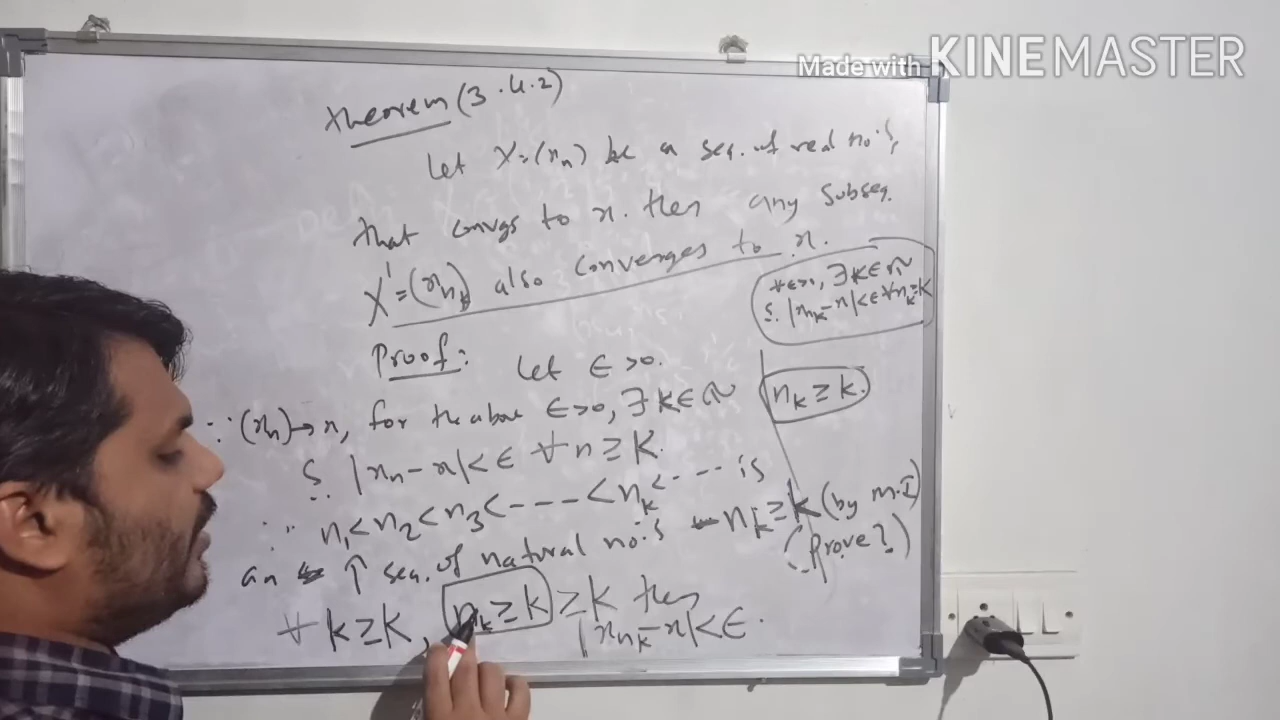 Made with KINEMASTER
Theorem (3.4.2)
Let X=(xₙ) be a seq. of real no:s,
that convgs to x. then any subseq.
X'=(xₙₖ) also converges to x.
∀ ϵ>0, ∃ K∈ℕ
S. |xₙₖ-x|<ϵ ∀ nₖ≥K
Proof: Let ϵ>0.
∵ (xₙ)→x, for the above ϵ>0, ∃ K∈ℕ
nₖ ≥ k.
S. |xₙ-x|<ϵ ∀ n≥K.
∵ n₁<n₂<n₃<----<nₖ<---- is
an ↑ seq. of natural no:s nₖ≥k (by M.I)
(Prove?)
∀ k≥K, nₖ≥k ≥K then
|xₙₖ-x|<ϵ.